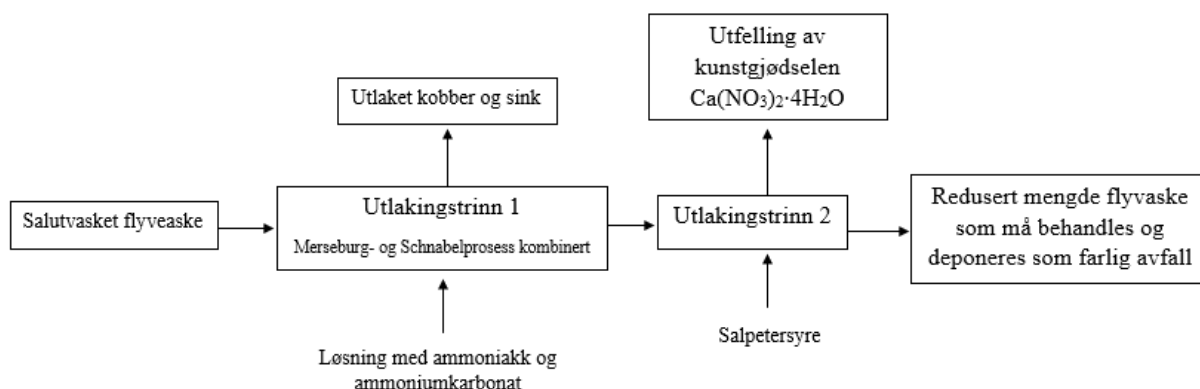 Salutvasket flyveaske
Utlaket kobber og sink
Utlakingstrinn 1
Merseburg- og Schnabelprosess kombinert
Løsning med ammoniakk og
ammoniumkarbonat
Utfelling av
kunstgjødselen
Ca(NO3)2·4H2O
Utlakingstrinn 2
Salpetersyre
Redusert mengde flyvaske
som må behandles og
deponeres som farlig avfall